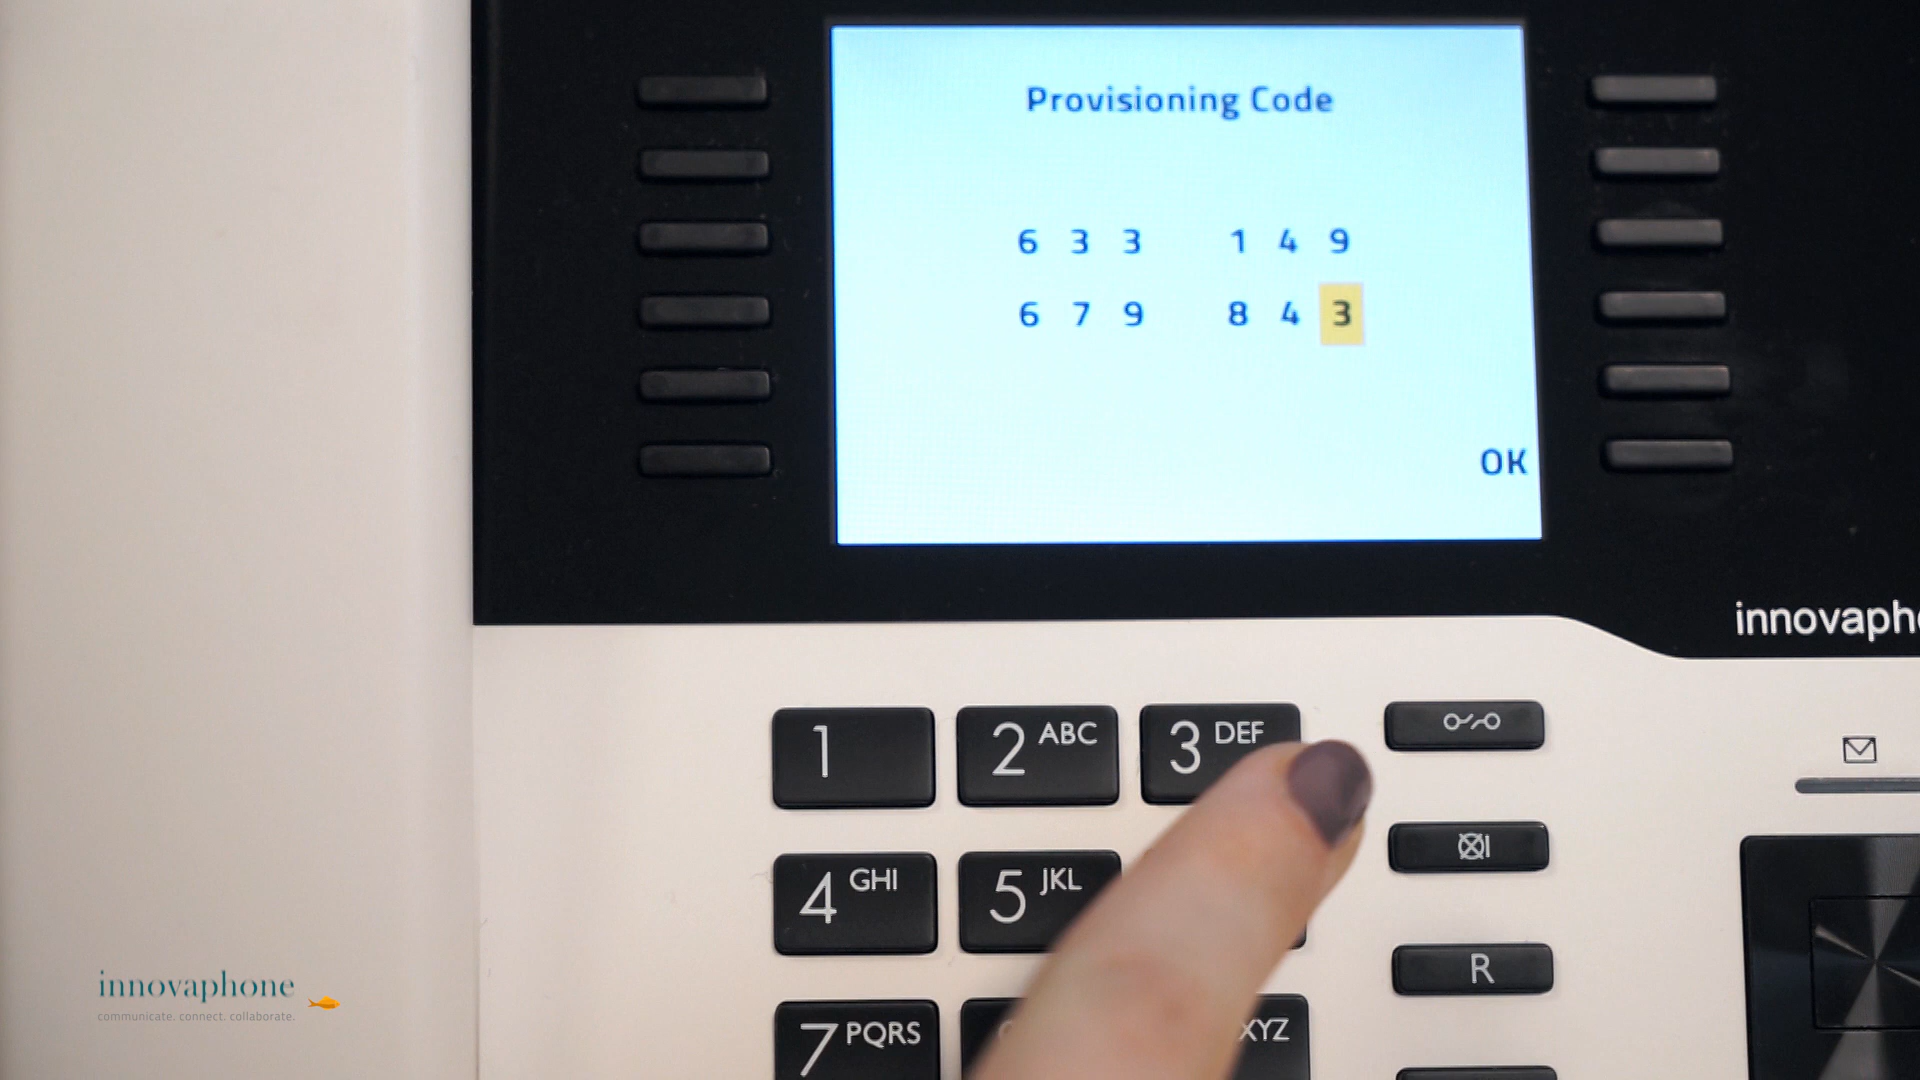 Provisioning Code
6 3 3 1 4 9
6 7 9 8 4 3
OK
1
2 ABC
3 DEF
4 GHI
5 JKL
R
7 PQRS
XYZ
innovaphone
communicate. connect. collaborate.